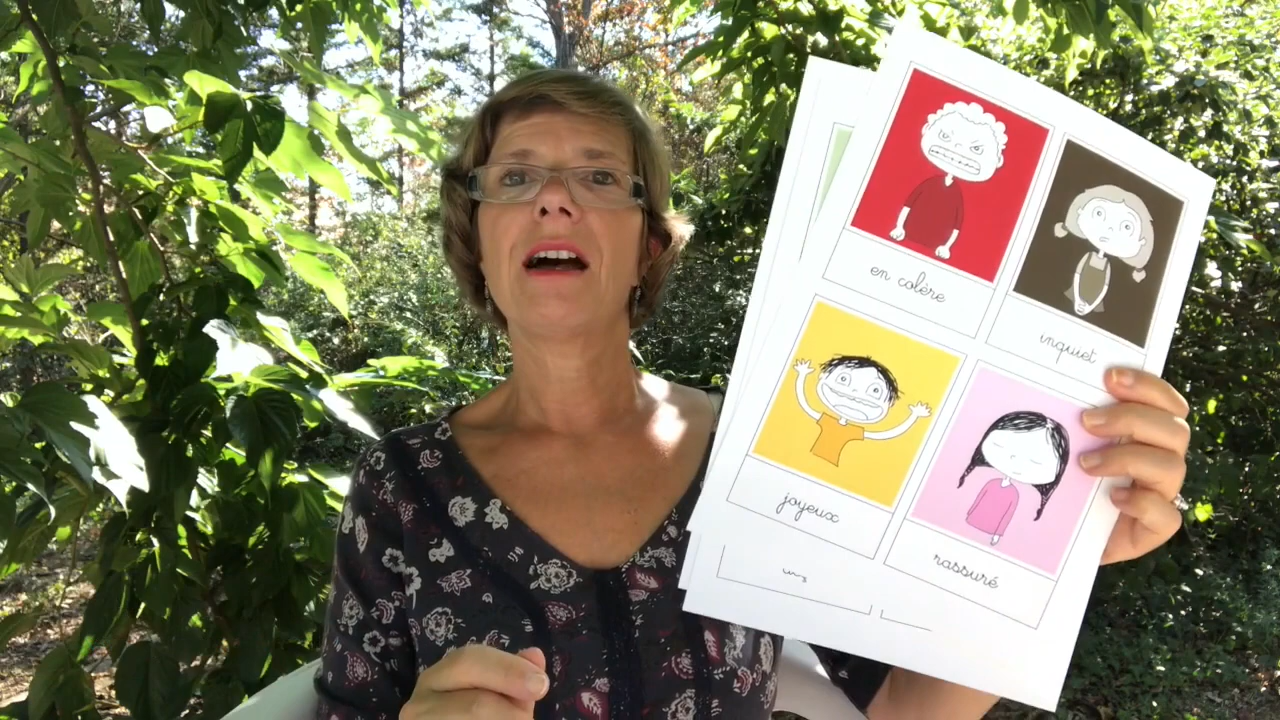 en colère
inquiet
joyeux
rassuré